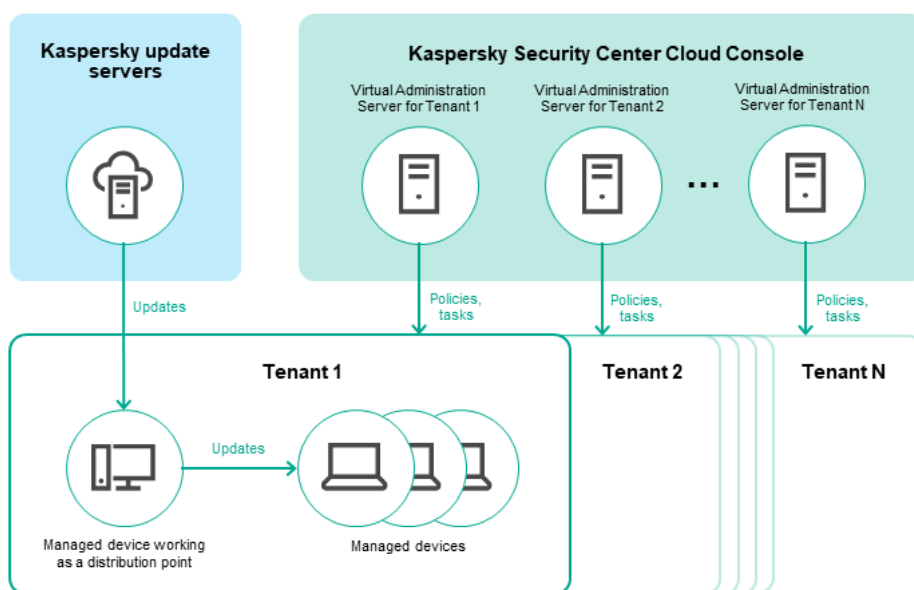 Kaspersky update
servers
Kaspersky Security Center Cloud Console
Virtual Administration
Server for Tenant 1
Virtual Administration
Server for Tenant 2
Virtual Administration
Server for Tenant N
...
Updates
Policies,
tasks
Policies,
tasks
Policies,
tasks
Tenant 1
Tenant 2
Tenant N
Updates
Managed device working
as a distribution point
Managed devices